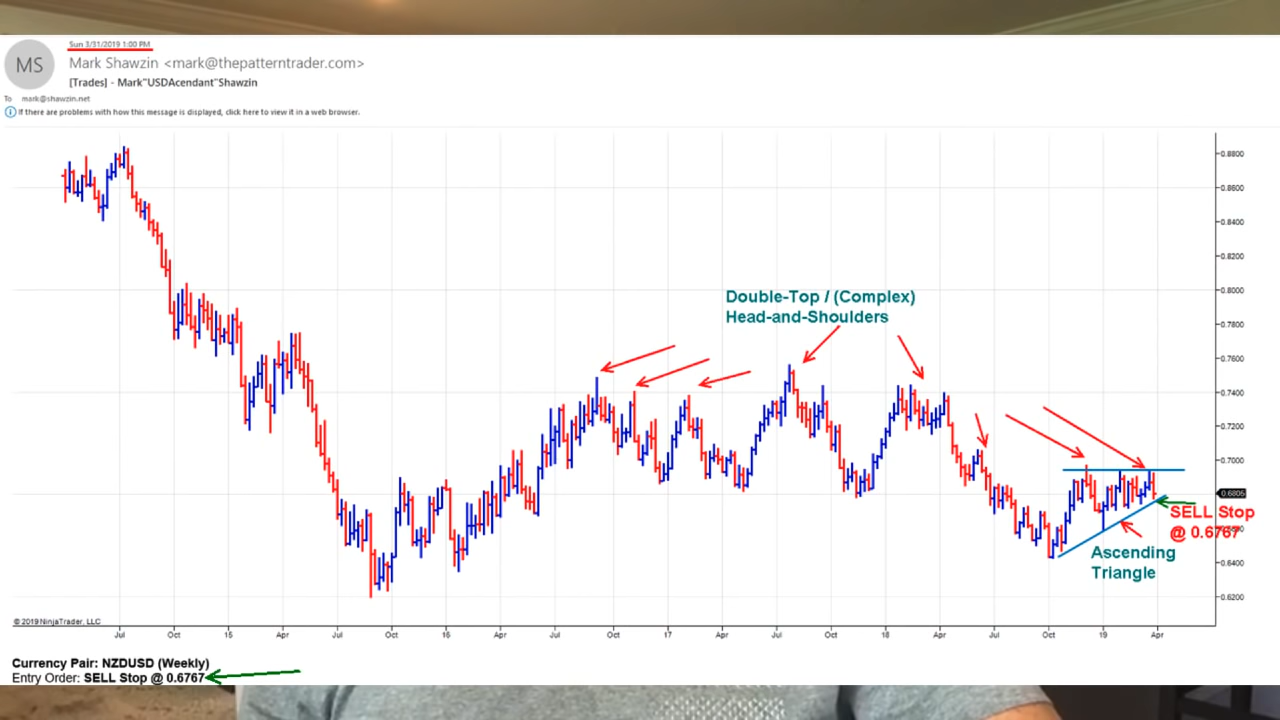 Sun 3/31/2019 1:00 PM
MS
Mark Shawzin <mark@thepatterntrader.com>
[Trades] - Mark"USDAcendant"Shawzin
To mark@shawzin.net
If there are problems with how this message is displayed, click here to view it in a web browser.
0.8800
0.8600
0.8400
0.8200
Double-Top / (Complex)
Head-and-Shoulders
0.8000
0.7800
0.7600
0.7400
0.7200
0.7000
0.6805
SELL Stop
@ 0.6767
Ascending
Triangle
0.6400
0.6200
© 2019 NinjaTrader, LLC
Jul Oct 15 Apr Jul Oct 16 Apr Jul Oct 17 Apr Jul Oct 18 Apr Jul Oct 19 Apr
Currency Pair: NZDUSD (Weekly)
Entry Order: SELL Stop @ 0.6767